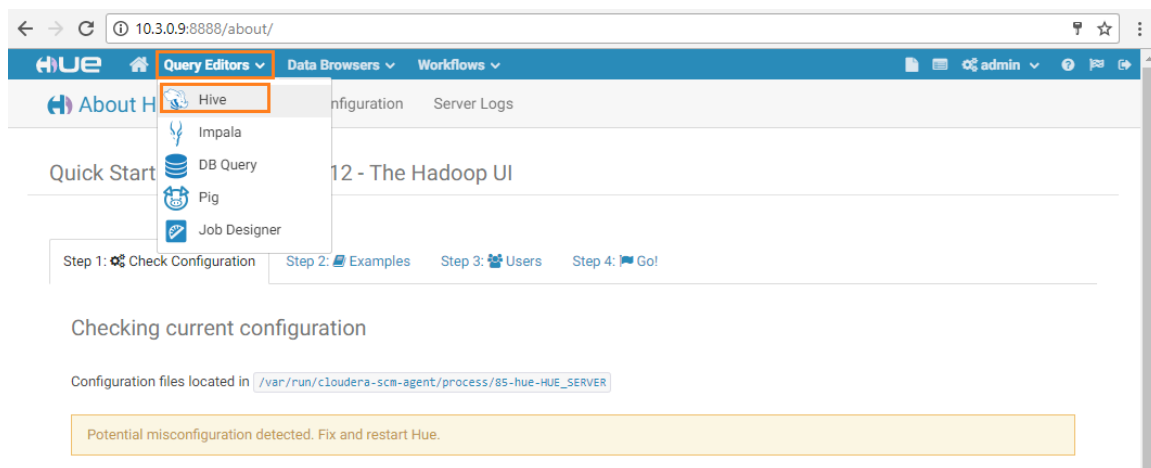 10.3.0.9:8888/about/
HUE Query Editors Data Browsers Workflows admin
About H nfiguration Server Logs
Hive
Impala
Quick Start 12 - The Hadoop UI
DB Query
Pig
Job Designer
Step 1: Check Configuration Step 2: Examples Step 3: Users Step 4: Go!
Checking current configuration
Configuration files located in /var/run/cloudera-scm-agent/process/85-hue-HUE_SERVER
Potential misconfiguration detected. Fix and restart Hue.